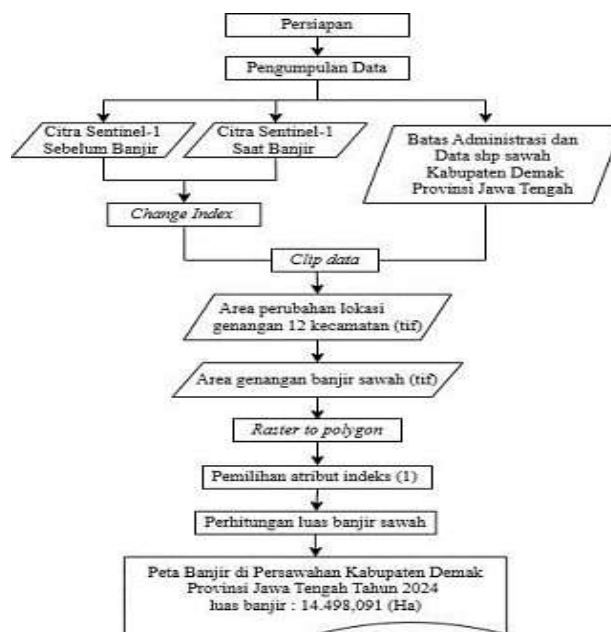 Persiapan
Pengumpulan Data
Citra Sentinel-1
Sebelum Banjir
Citra Sentinel-1
Saat Banjir
Batas Administrasi dan
Data shp sawah
Kabupaten Demak
Provinsi Jawa Tengah
Change Index
Clip data
Area perubahan lokasi
genangan 12 kecamatan (tif)
Area genangan banjir sawah (tif)
Raster to polygon
Pemilihan atribut indeks (1)
Perhitungan luas banjir sawah
Peta Banjir di Persawahan Kabupaten Demak
Provinsi Jawa Tengah Tahun 2024
luas banjir : 14.498,091 (Ha)